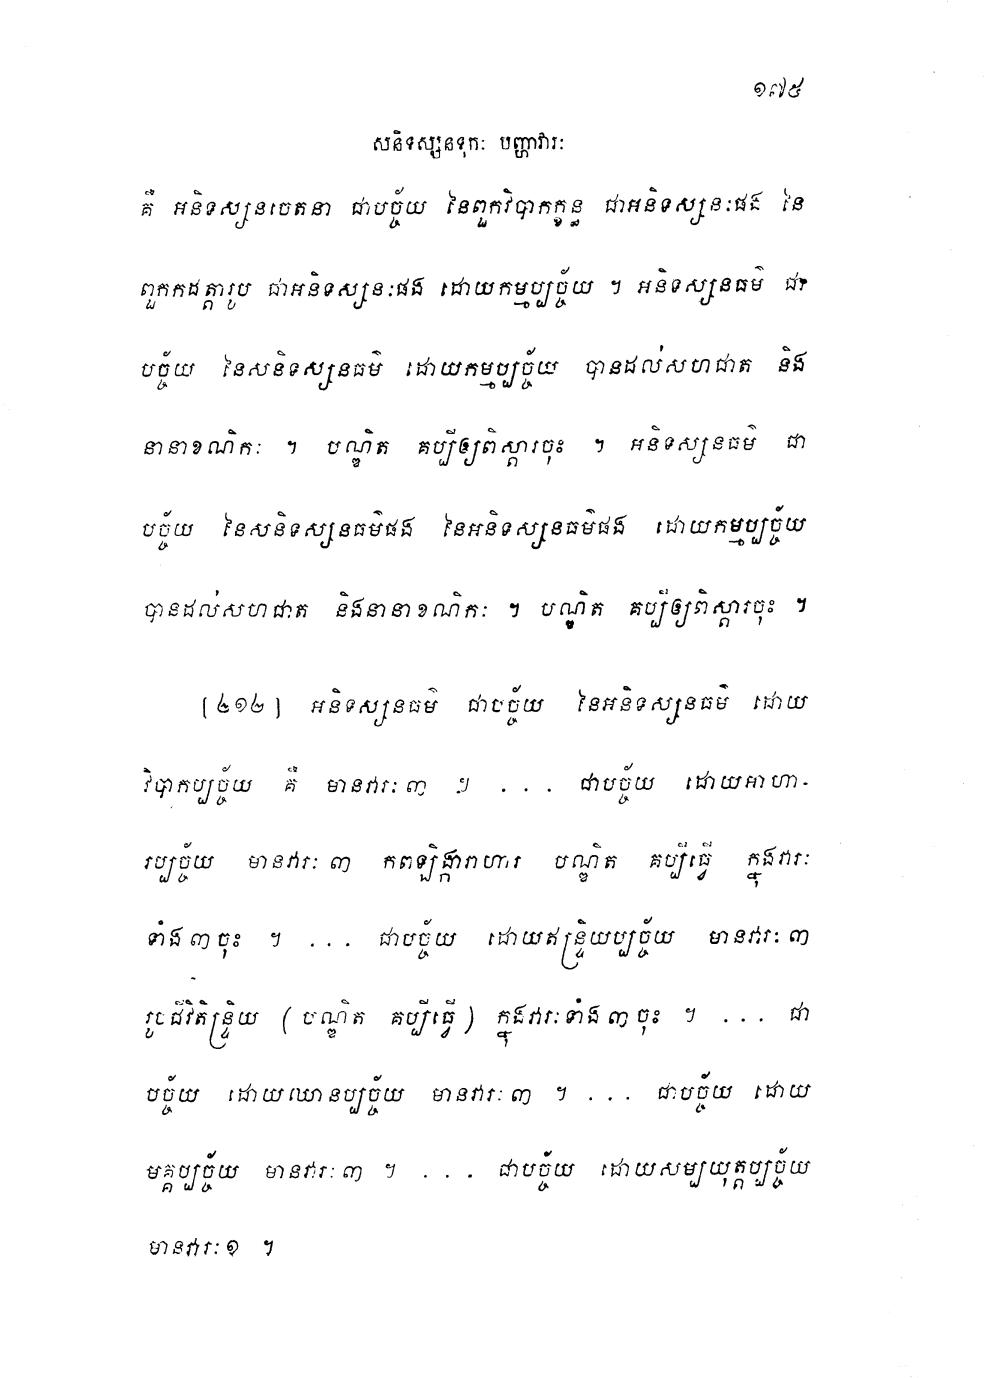 ១៧៥
សនិទស្សនទុកៈ បញ្ហាវារៈ
គឺ អនិទស្សនចេតនា ជាបច្ច័យ នៃពួកវិបាកក្ខន្ធ ជាអនិទស្សនៈផង នៃ
ពួកកដត្តារូប ជាអនិទស្សនៈផង ដោយកម្មប្បច្ច័យ ។ អនិទស្សនធម៌ ជា
បច្ច័យ នៃសនិទស្សនធម៌ ដោយកម្មប្បច្ច័យ បានដល់សហជាត និង
នានាខណិកៈ ។ បណ្ឌិត គប្បីឲ្យពិស្តារចុះ ។ អនិទស្សនធម៌ ជា
បច្ច័យ នៃសនិទស្សនធម៌ផង នៃអនិទស្សនធម៌ផង ដោយកម្មប្បច្ច័យ
បានដល់សហជាត និងនានាខណិកៈ ។ បណ្ឌិត គប្បីឲ្យពិស្តារចុះ ។
[៤១៤] អនិទស្សនធម៌ ជាបច្ច័យ នៃអនិទស្សនធម៌ ដោយ
វិបាកប្បច្ច័យ គឺ មានវារៈ ៣ ។ . . . ជាបច្ច័យ ដោយអាហា-
រប្បច្ច័យ មានវារៈ ៣ កពឡិង្ការាហារ បណ្ឌិត គប្បីធ្វើ ក្នុងវារៈ
ទាំង ៣ ចុះ ។ . . . ជាបច្ច័យ ដោយឥន្ទ្រិយប្បច្ច័យ មានវារៈ ៣
រូបជីវិតិន្ទ្រិយ (បណ្ឌិត គប្បីធ្វើ) ក្នុងវារៈទាំង ៣ ចុះ ។ . . . ជា
បច្ច័យ ដោយឈានប្បច្ច័យ មានវារៈ ៣ ។ . . . ជាបច្ច័យ ដោយ
មគ្គប្បច្ច័យ មានវារៈ ៣ ។ . . . ជាបច្ច័យ ដោយសម្បយុត្តប្បច្ច័យ
មានវារៈ ១ ។